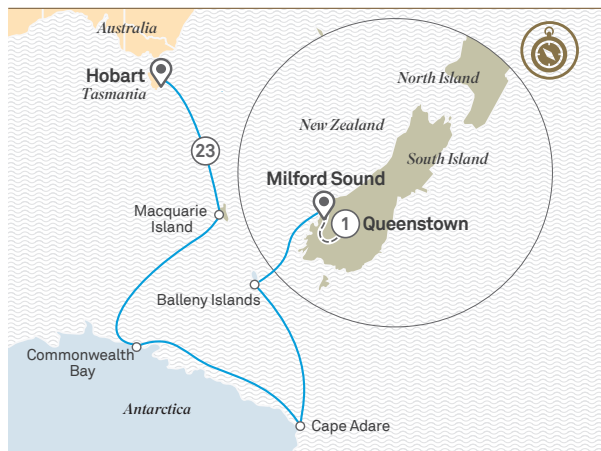 Australia
Hobart
Tasmania
23
Macquarie
Island
North Island
New Zealand
South Island
Milford Sound
1
Queenstown
Balleny Islands
Commonwealth
Bay
Antarctica
Cape Adare